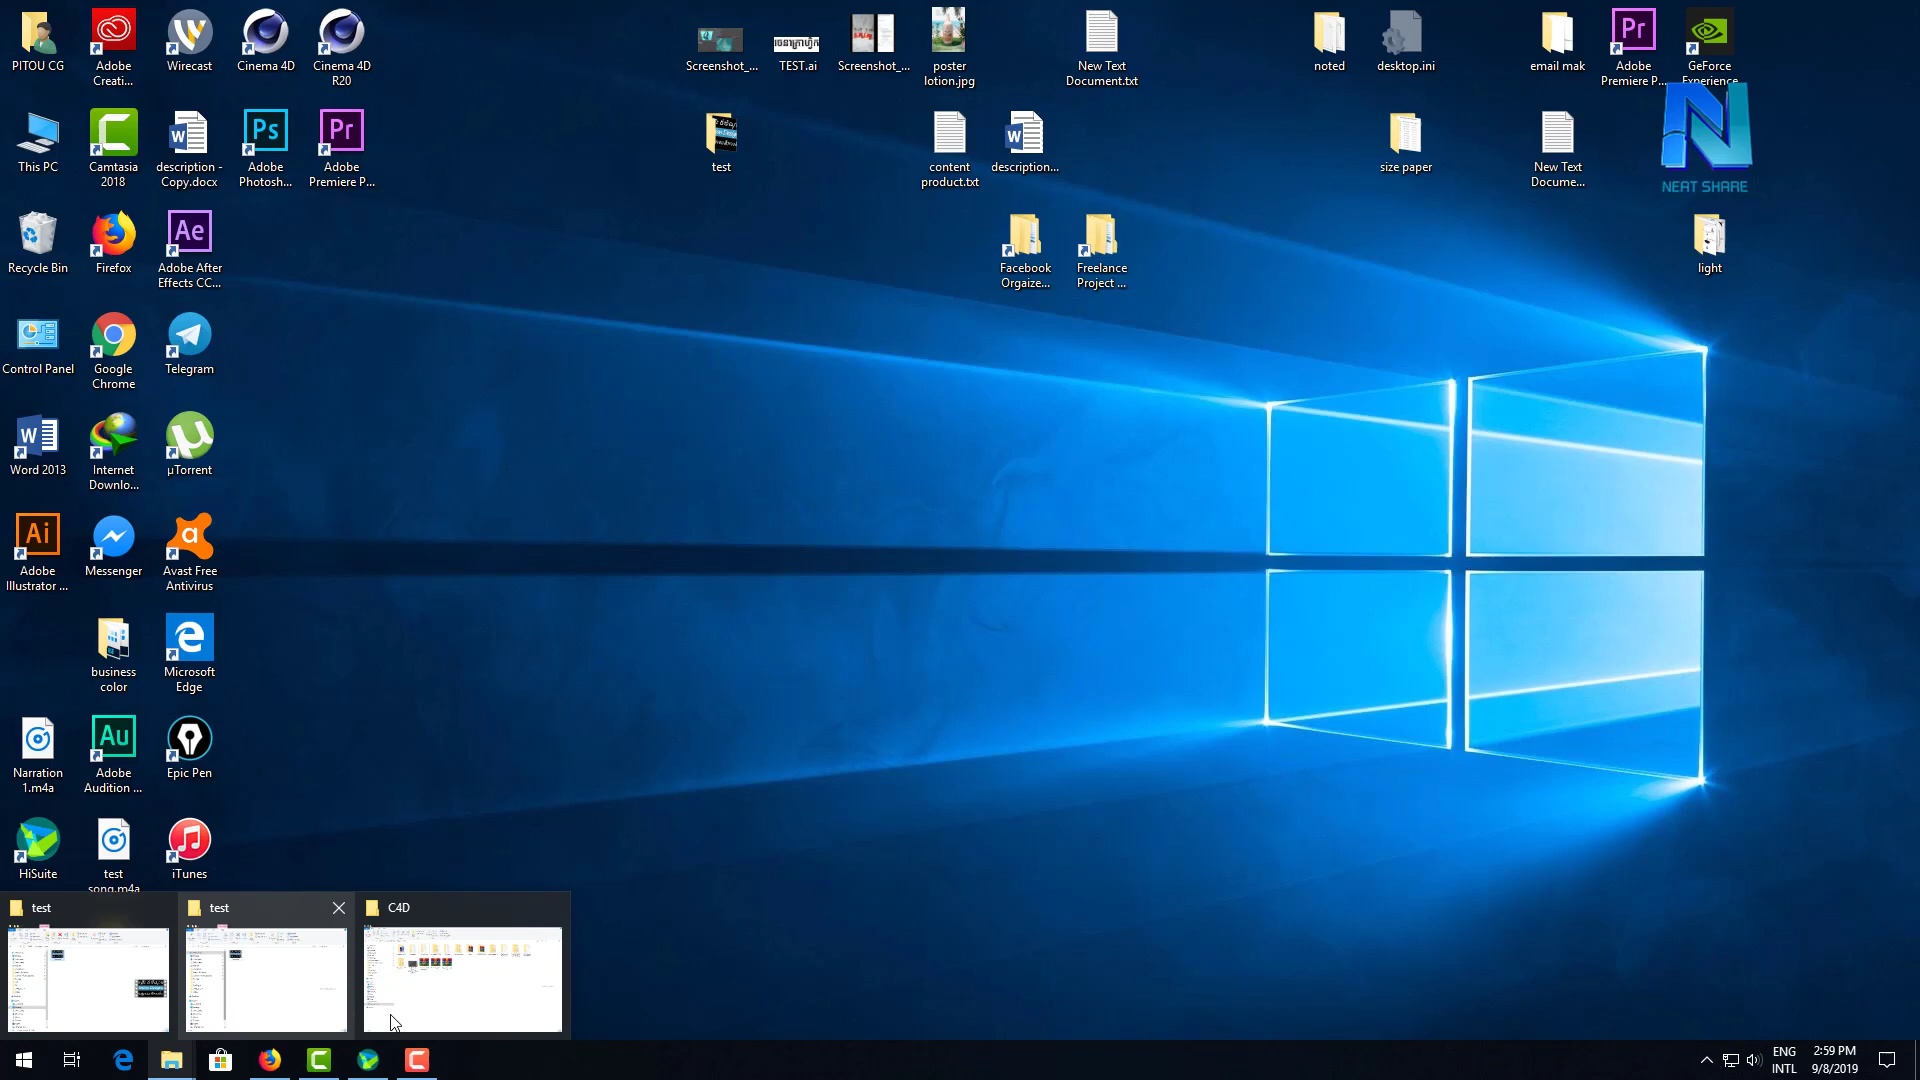 PITOU CG
Adobe
Creati...
Wirecast
Cinema 4D
Cinema 4D
R20
Screenshot_...
TEST.ai
Screenshot_...
poster
lotion.jpg
New Text
Document.txt
noted
desktop.ini
email mak
Adobe
Premiere P...
GeForce
Experience
This PC
Camtasia
2018
description -
Copy.docx
Adobe
Photosh...
Adobe
Premiere P...
test
content
product.txt
description...
size paper
New Text
Docume...
NEAT SHARE
Recycle Bin
Firefox
Adobe After
Effects CC...
Facebook
Orgaize...
Freelance
Project ...
light
Control Panel
Google
Chrome
Telegram
Word 2013
Internet
Downlo...
µTorrent
Adobe
Illustrator ...
Messenger
Avast Free
Antivirus
business
color
Microsoft
Edge
Narration
1.m4a
Adobe
Audition ...
Epic Pen
HiSuite
test
song.m4a
iTunes
test
test
C4D
ENG
INTL
2:59 PM
9/8/2019